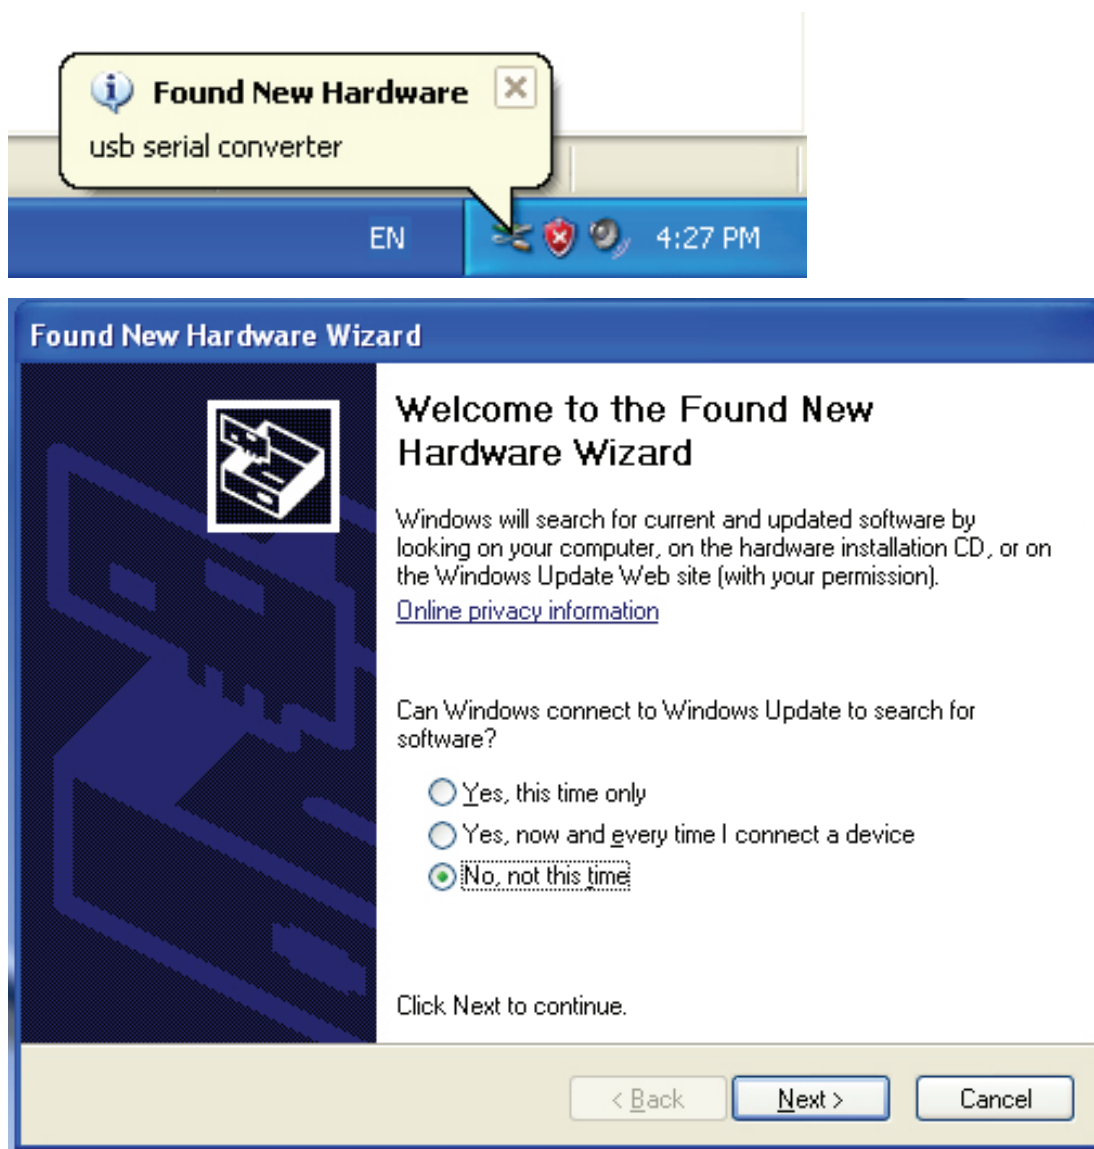 Found New Hardware
usb serial converter
EN
4:27 PM
Found New Hardware Wizard
Welcome to the Found New
Hardware Wizard
Windows will search for current and updated software by
looking on your computer, on the hardware installation CD, or on
the Windows Update Web site (with your permission).
Online privacy information
Can Windows connect to Windows Update to search for
software?
Yes, this time only
Yes, now and every time I connect a device
No, not this time
Click Next to continue.
< Back
Next >
Cancel